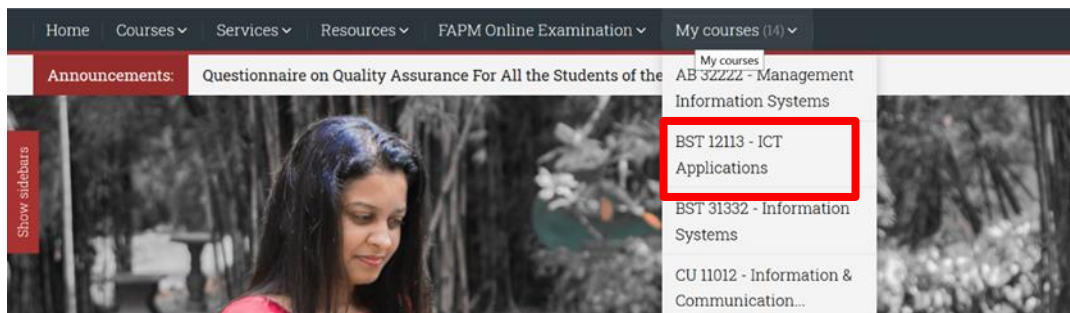 Home Courses Services Resources FAPM Online Examination My courses (14)
My courses
Announcements: Questionnaire on Quality Assurance For All the Students of the
AB 32222 - Management
Information Systems
BST 12113 - ICT
Applications
BST 31332 - Information
Systems
CU 11012 - Information &
Communication...
Show sidebars